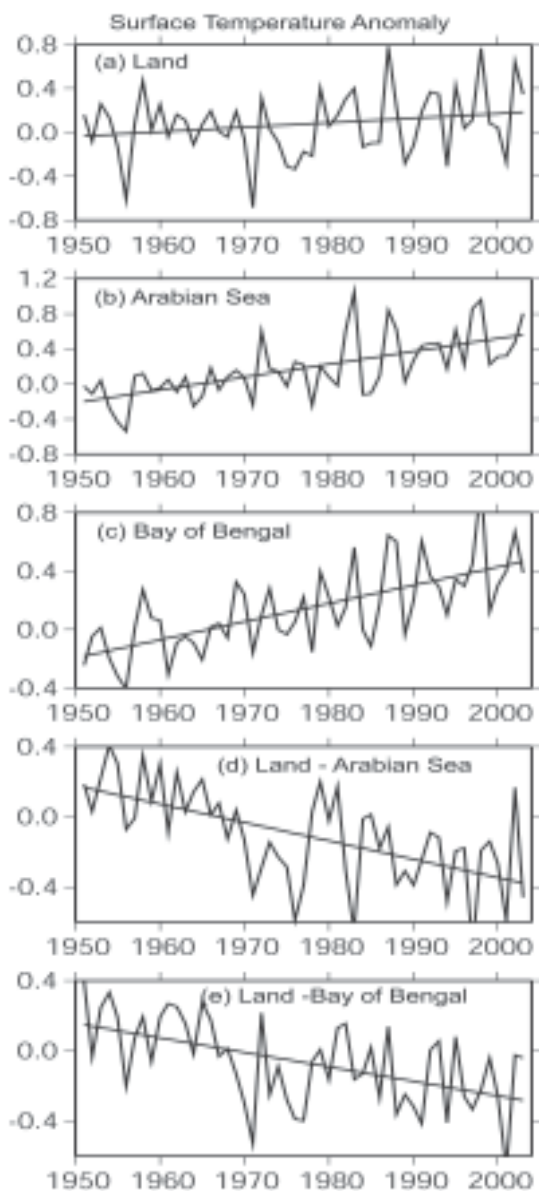 Surface Temperature Anomaly
0.8
(a) Land
0.4
0.0
-0.4
-0.8
1950 1960 1970 1980 1990 2000
1.2
(b) Arabian Sea
0.8
0.4
0.0
-0.4
-0.8
1950 1960 1970 1980 1990 2000
0.8
(c) Bay of Bengal
0.4
0.0
-0.4
1950 1960 1970 1980 1990 2000
0.4
(d) Land - Arabian Sea
0.0
-0.4
1950 1960 1970 1980 1990 2000
0.4
(e) Land -Bay of Bengal
0.0
-0.4
1950 1960 1970 1980 1990 2000